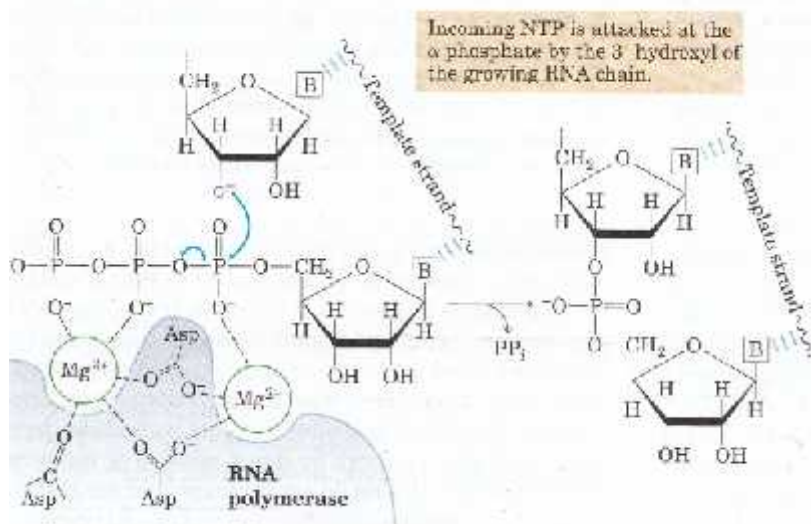 Incoming NTP is attacked at the
α phosphate by the 3 hydroxyl of
the growing RNA chain.
CH₂ O B
Template strand
H H H H
O⁻ OH
O O O
O—P—O—P—O—P—O—CH₂ O B
O⁻ O⁻ O⁻
H H H H
OH OH
Asp
Mg²⁺ O O⁻ Mg²⁺
O O O⁻
C
Asp Asp
RNA
polymerase
PPᵢ
CH₂ O B
Template strand
H H H H
O OH
⁻O—P=O
O CH₂ O B
H H H H
OH OH